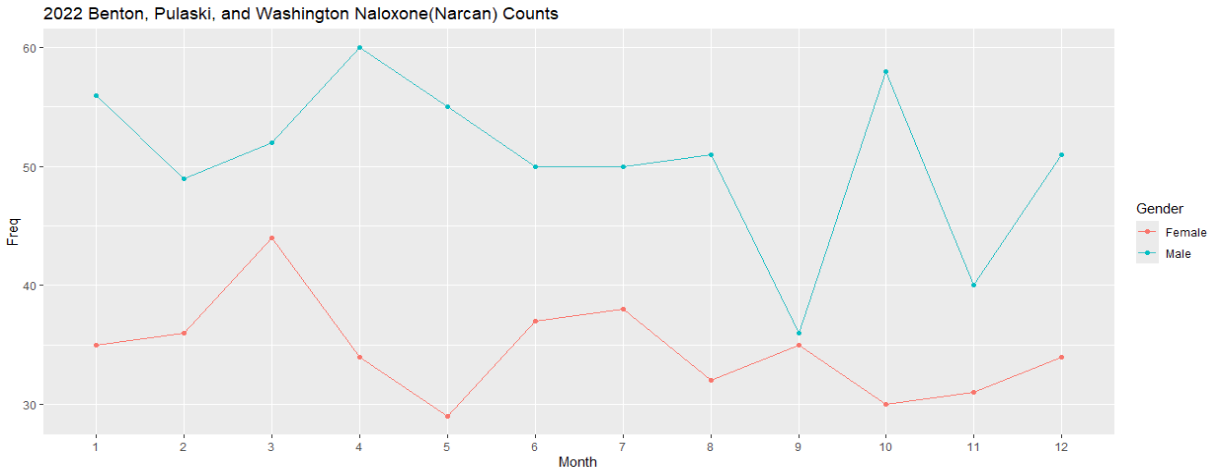 2022 Benton, Pulaski, and Washington Naloxone(Narcan) Counts
60
50
40
30
Freq
1 2 3 4 5 6 7 8 9 10 11 12
Month
Gender
Female
Male